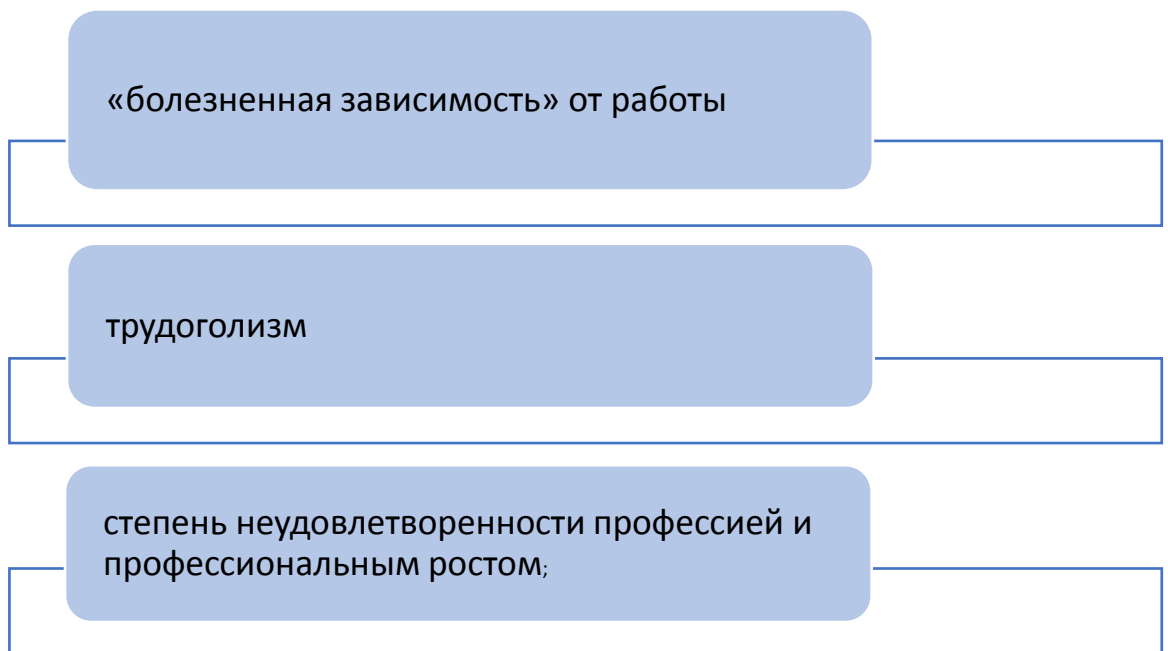 «болезненная зависимость» от работы
трудоголизм
степень неудовлетворенности профессией и
профессиональным ростом;